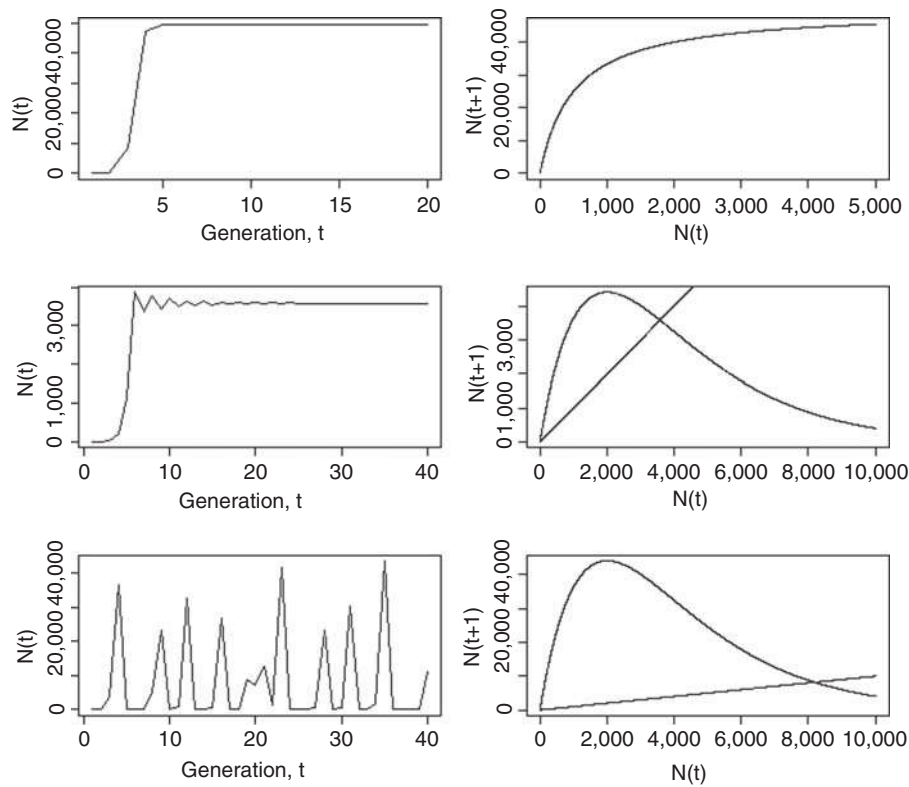 N(t)
0 20,000 40,000
5 10 15 20
Generation, t
N(t+1)
0 20,000 40,000
0 1,000 2,000 3,000 4,000 5,000
N(t)
N(t)
0 1,000 3,000
0 10 20 30 40
Generation, t
N(t+1)
0 1,000 3,000
0 2,000 4,000 6,000 8,000 10,000
N(t)
N(t)
0 20,000 40,000
0 10 20 30 40
Generation, t
N(t+1)
0 20,000 40,000
0 2,000 4,000 6,000 8,000 10,000
N(t)